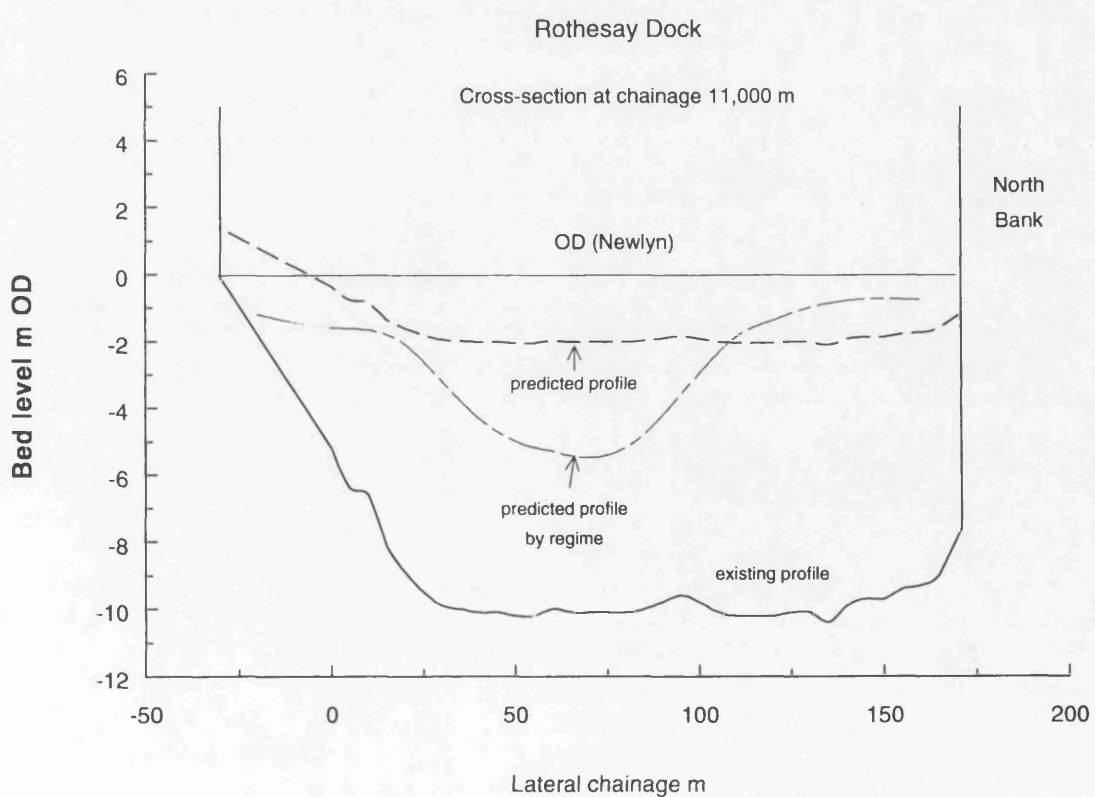 Rothesay Dock
Cross-section at chainage 11,000 m
6
4
2
0
-2
-4
-6
-8
-10
-12
Bed level m OD
North
Bank
OD (Newlyn)
predicted profile
predicted profile
by regime
existing profile
-50
0
50
100
150
200
Lateral chainage m